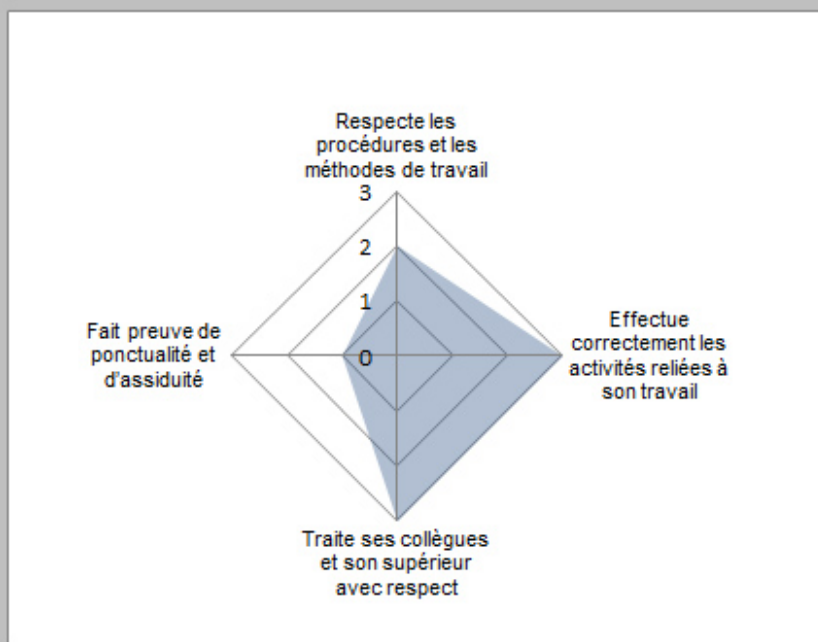 Respecte les
procédures et les
méthodes de travail
3
2
1
0
Effectue
correctement les
activités reliées à
son travail
Traite ses collègues
et son supérieur
avec respect
Fait preuve de
ponctualité et
d'assiduité